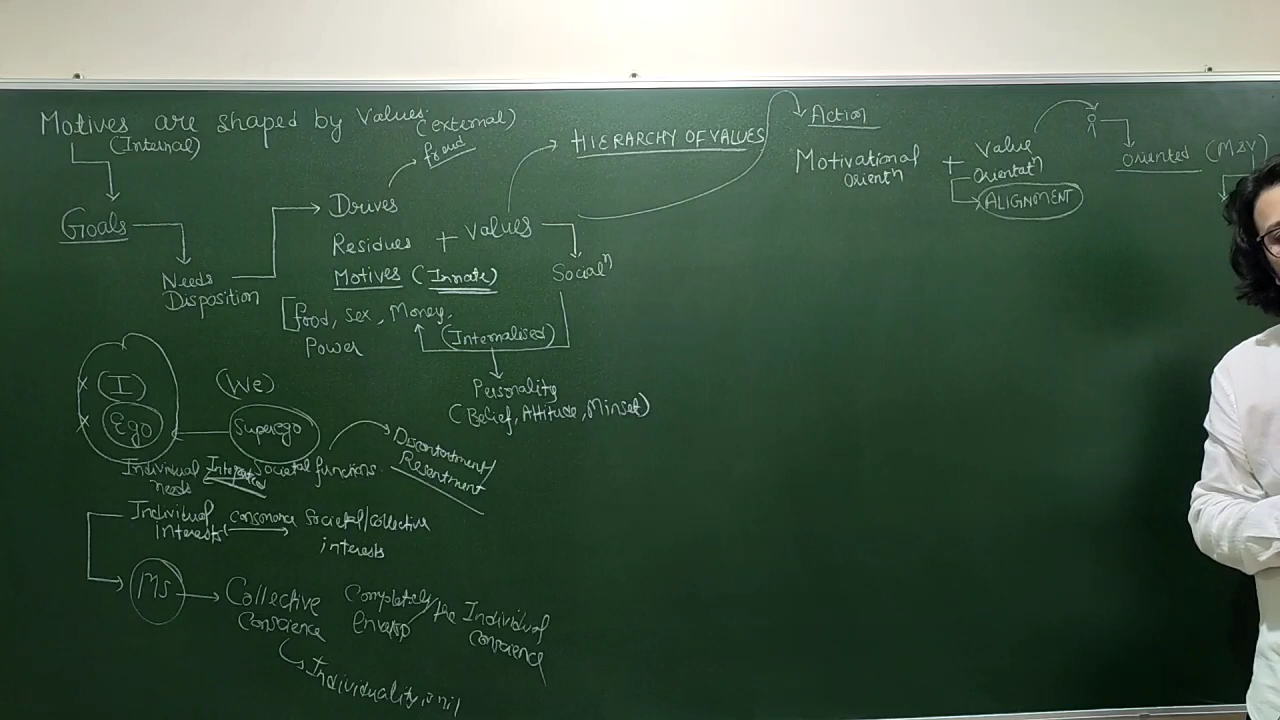 Motives are shaped by Values (external)
(Internal)
Goals
Needs
Disposition
freud
Drives
Residues + Values
Motives (Innate)
[food, sex, Money,
Power
HIERARCHY OF VALUES
Socialⁿ
(Internalised)
Personality
(Belief, Attitude, Minset)
Action
Motivational + Value
Orientⁿ Orientatⁿ
ALIGNMENT
Oriented (M&V)
x (I) (We)
x Ego Superego
Individual Societal functions
needs
Discontentment/
Resentment
Individual consonance Societal/collective
interests interests
MS Collective Completely the Individual
Conscience Envelop Conscience
Individuality is nil